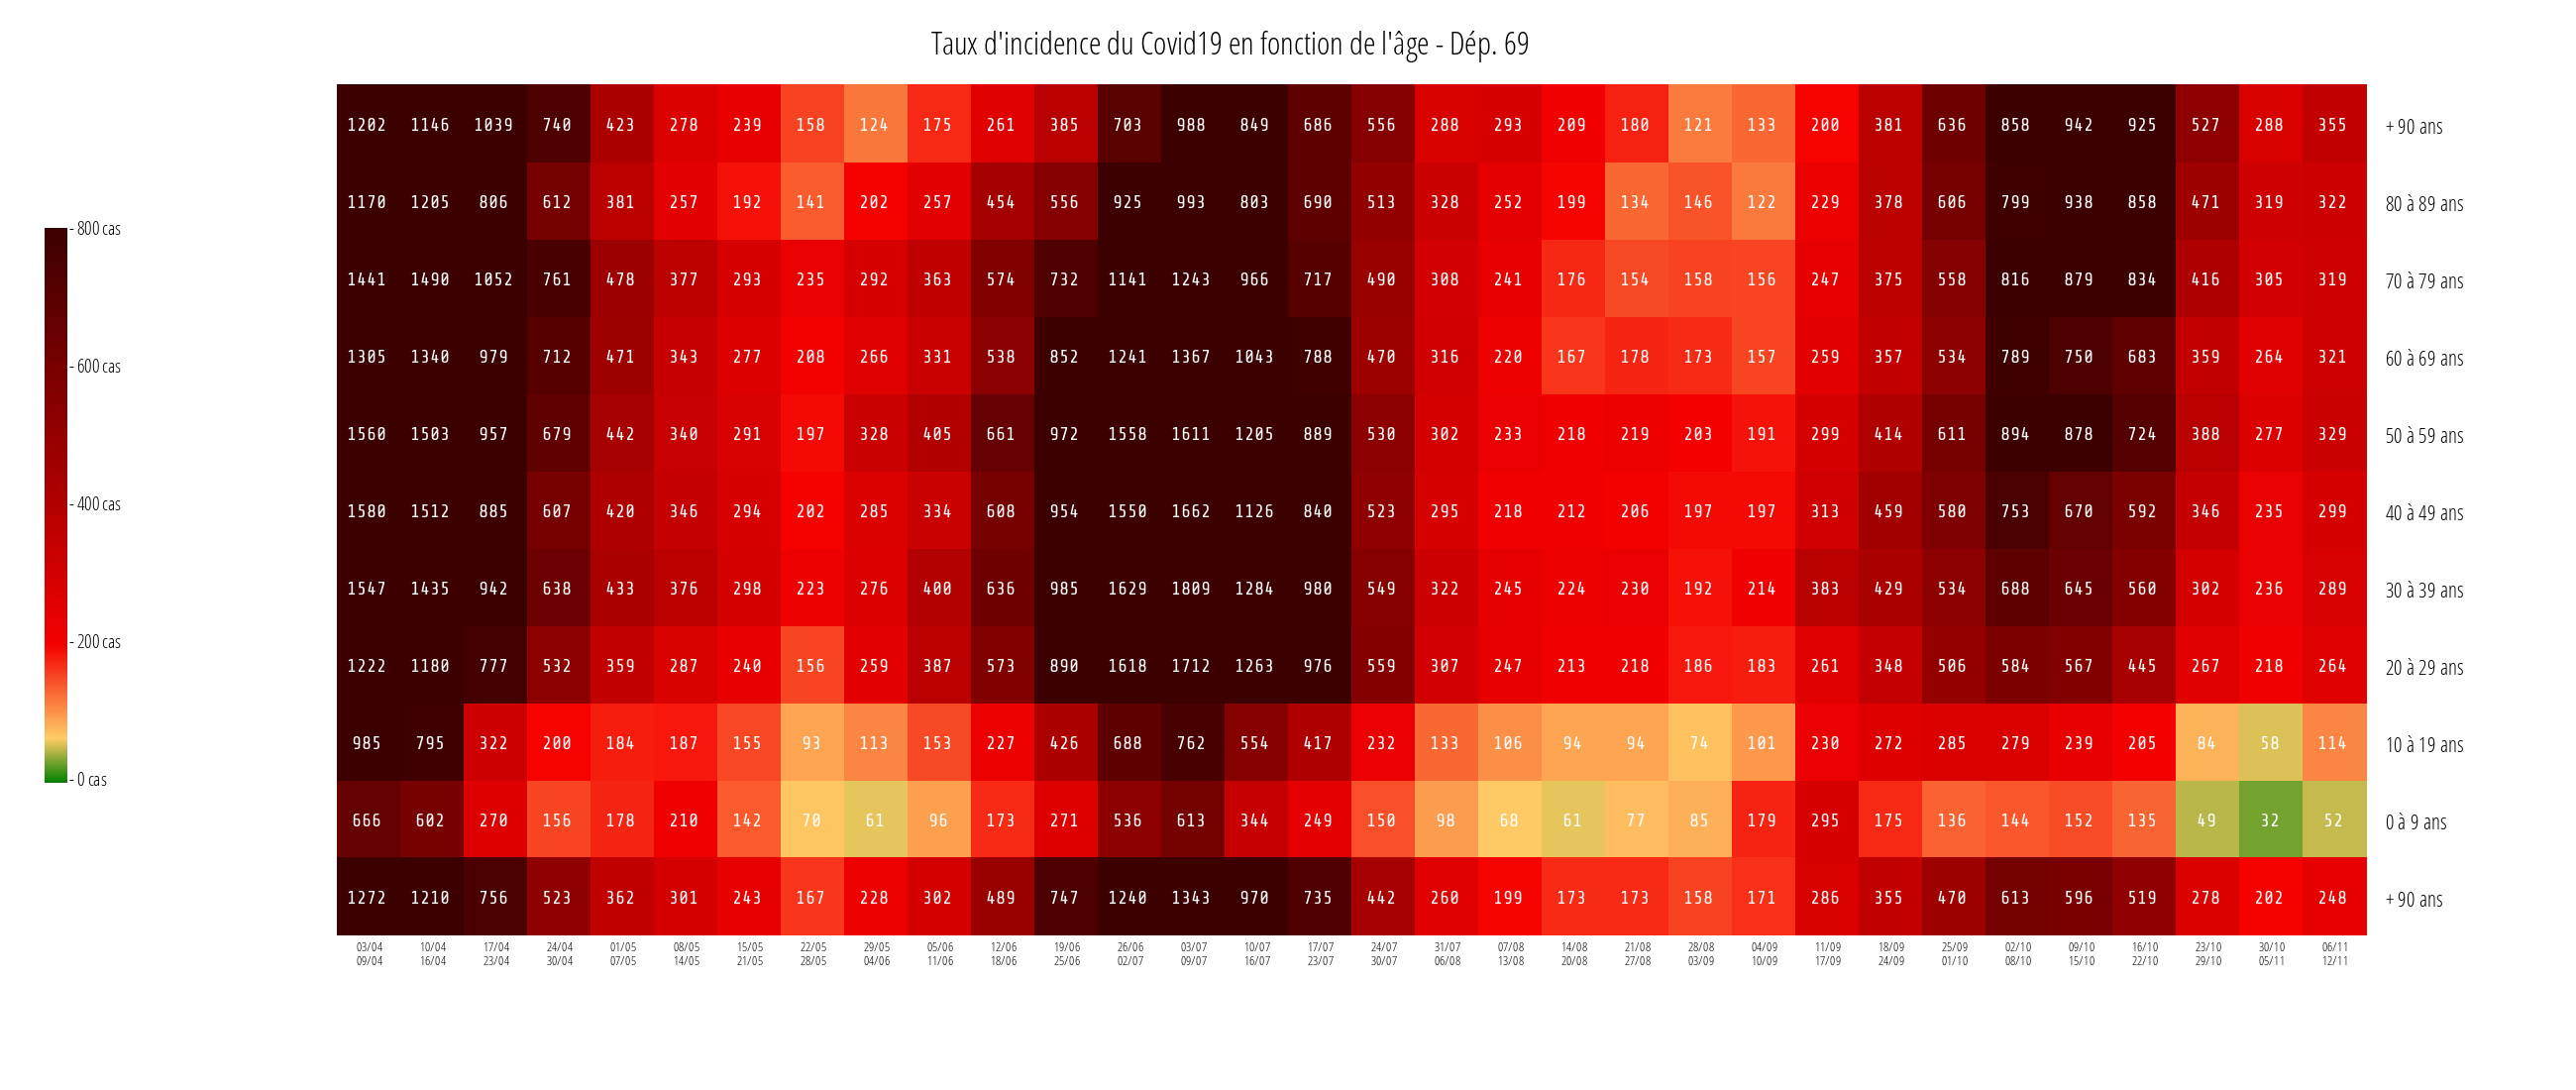 Taux d'incidence du Covid19 en fonction de l'âge - Dép. 69
- 800 cas
- 600 cas
- 400 cas
- 200 cas
- 0 cas
1202 1146 1039 740 423 278 239 158 124 175 261 385 703 988 849 686 556 288 293 209 180 121 133 200 381 636 858 942 925 527 288 355 + 90 ans
1170 1205 806 612 381 257 192 141 202 257 454 556 925 993 803 690 513 328 252 199 134 146 122 229 378 606 799 938 858 471 319 322 80 à 89 ans
1441 1490 1052 761 478 377 293 235 292 363 574 732 1141 1243 966 717 490 308 241 176 154 158 156 247 375 558 816 879 834 416 305 319 70 à 79 ans
1305 1340 979 712 471 343 277 208 266 331 538 852 1241 1367 1043 788 470 316 220 167 178 173 157 259 357 534 789 750 683 359 264 321 60 à 69 ans
1560 1503 957 679 442 340 291 197 328 405 661 972 1558 1611 1205 889 530 302 233 218 219 203 191 299 414 611 894 878 724 388 277 329 50 à 59 ans
1580 1512 885 607 420 346 294 202 285 334 608 954 1550 1662 1126 840 523 295 218 212 206 197 197 313 459 580 753 670 592 346 235 299 40 à 49 ans
1547 1435 942 638 433 376 298 223 276 400 636 985 1629 1809 1284 980 549 322 245 224 230 192 214 383 429 534 688 645 560 302 236 289 30 à 39 ans
1222 1180 777 532 359 287 240 156 259 387 573 890 1618 1712 1263 976 559 307 247 213 218 186 183 261 348 506 584 567 445 267 218 264 20 à 29 ans
985 795 322 200 184 187 155 93 113 153 227 426 688 762 554 417 232 133 106 94 94 74 101 230 272 285 279 239 205 84 58 114 10 à 19 ans
666 602 270 156 178 210 142 70 61 96 173 271 536 613 344 249 150 98 68 61 77 85 179 295 175 136 144 152 135 49 32 52 0 à 9 ans
1272 1210 756 523 362 301 243 167 228 302 489 747 1240 1343 970 735 442 260 199 173 173 158 171 286 355 470 613 596 519 278 202 248 + 90 ans
03/04 10/04 17/04 24/04 01/05 08/05 15/05 22/05 29/05 05/06 12/06 19/06 26/06 03/07 10/07 17/07 24/07 31/07 07/08 14/08 21/08 28/08 04/09 11/09 18/09 25/09 02/10 09/10 16/10 23/10 30/10 06/11
09/04 16/04 23/04 30/04 07/05 14/05 21/05 28/05 04/06 11/06 18/06 25/06 02/07 09/07 16/07 23/07 30/07 06/08 13/08 20/08 27/08 03/09 10/09 17/09 24/09 01/10 08/10 15/10 22/10 29/10 05/11 12/11